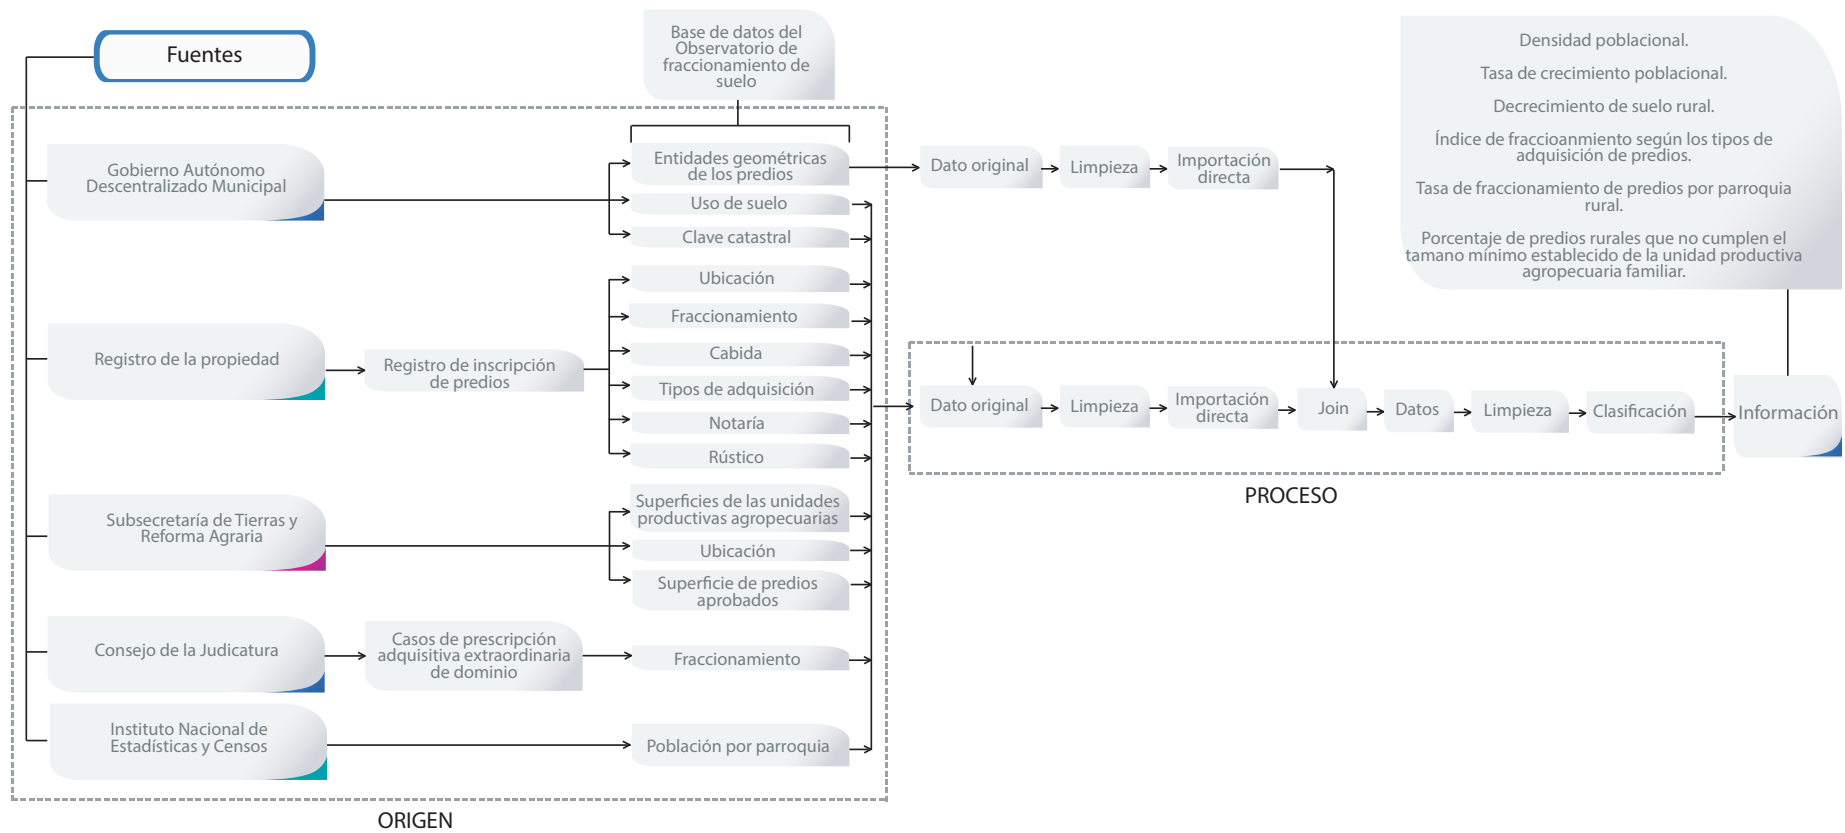 Fuentes
Base de datos del
Observatorio de
fraccionamiento de
suelo
Gobierno Autónomo
Descentralizado Municipal
Entidades geométricas
de los predios
Uso de suelo
Clave catastral
Registro de la propiedad
Registro de inscripción
de predios
Ubicación
Fraccionamiento
Cabida
Tipos de adquisición
Notaría
Rústico
Subsecretaría de Tierras y
Reforma Agraria
Superficies de las unidades
productivas agropecuarias
Ubicación
Superficie de predios
aprobados
Consejo de la Judicatura
Casos de prescripción
adquisitiva extraordinaria
de dominio
Fraccionamiento
Instituto Nacional de
Estadísticas y Censos
Población por parroquia
ORIGEN
Dato original
Limpieza
Importación
directa
Dato original
Limpieza
Importación
directa
Join
Datos
Limpieza
Clasificación
PROCESO
Información
Densidad poblacional.
Tasa de crecimiento poblacional.
Decrecimiento de suelo rural.
Índice de fraccioanmiento según los tipos de
adquisición de predios.
Tasa de fraccionamiento de predios por parroquia
rural.
Porcentaje de predios rurales que no cumplen el
tamano mínimo establecido de la unidad productiva
agropecuaria familiar.